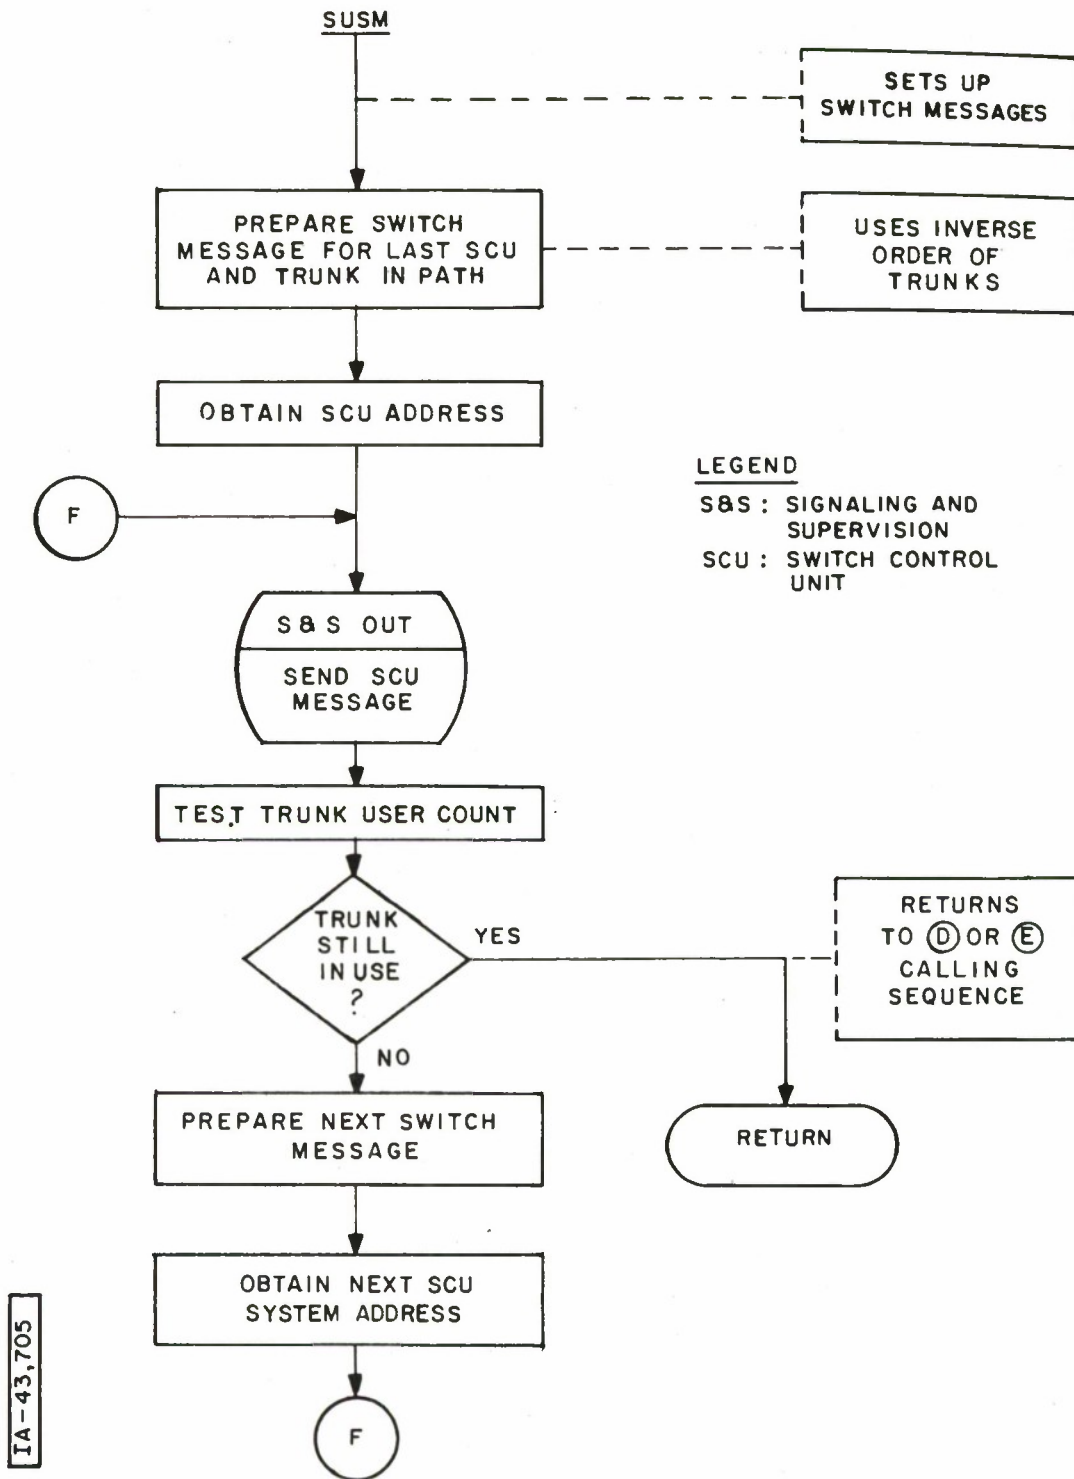 SUSM
SETS UP
SWITCH MESSAGES
PREPARE SWITCH
MESSAGE FOR LAST SCU
AND TRUNK IN PATH
USES INVERSE
ORDER OF
TRUNKS
OBTAIN SCU ADDRESS
F
LEGEND
S&S : SIGNALING AND
SUPERVISION
SCU : SWITCH CONTROL
UNIT
S & S OUT
SEND SCU
MESSAGE
TEST TRUNK USER COUNT
TRUNK
STILL
IN USE
?
YES
RETURNS
TO D OR E
CALLING
SEQUENCE
NO
PREPARE NEXT SWITCH
MESSAGE
RETURN
OBTAIN NEXT SCU
SYSTEM ADDRESS
F
IA-43,705